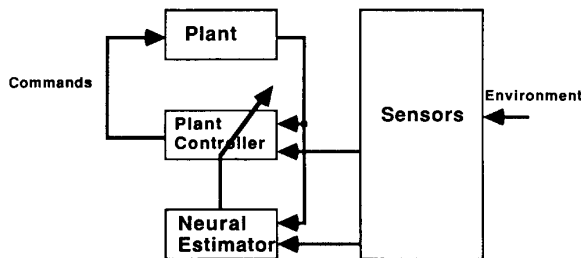 Plant
Commands
Environment
Plant
Controller
Sensors
Neural
Estimator